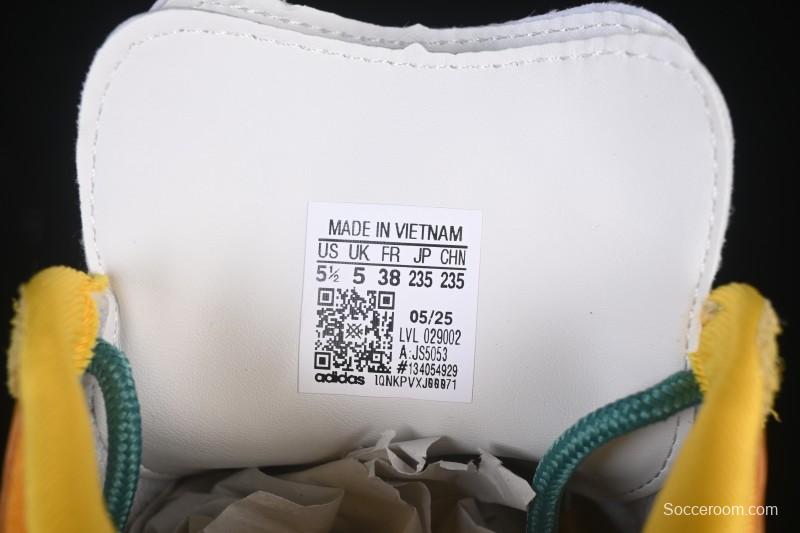 MADE IN VIETNAM
US UK FR JP CHN
5½ 5 38 235 235
05/25
LVL 029002
A:JS5053
#134054929
adidas 1QNKPVXJ00071
Socceroom.com